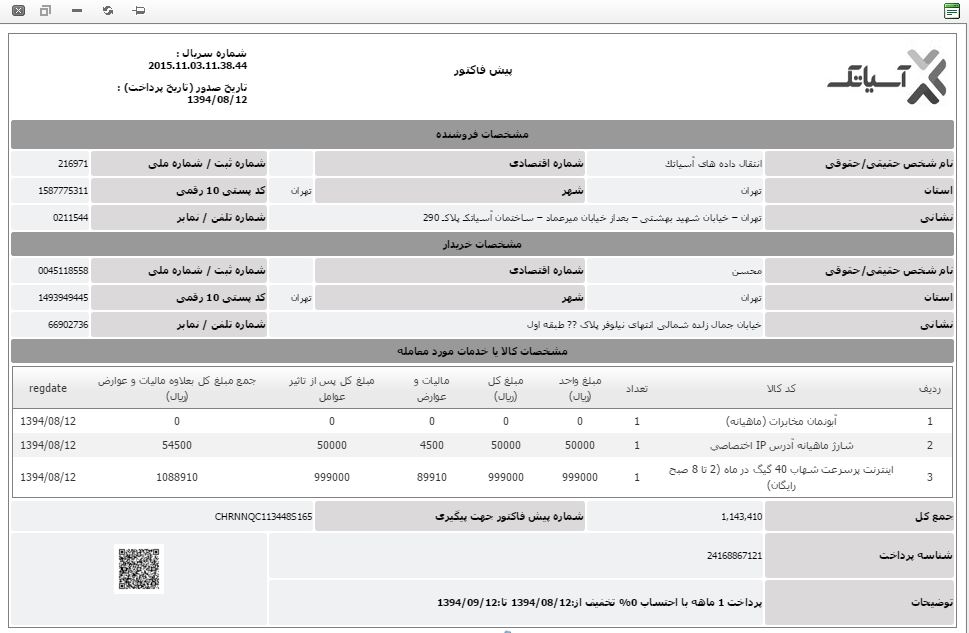 آسیاتک
پیش فاکتور
شماره سریال :
2015.11.03.11.38.44
تاریخ صدور (تاریخ پرداخت) :
1394/08/12
مشخصات فروشنده
نام شخص حقیقی/حقوقی انتقال داده های آسیاتک شماره اقتصادی شماره ثبت / شماره ملی 216971
استان تهران شهر تهران کد پستی 10 رقمی 1587775311
نشانی تهران – خیابان شهید بهشتی – بعداز خیابان میرعماد – ساختمان آسیاتک پلاک 290 شماره تلفن / نمابر 0211544
مشخصات خریدار
نام شخص حقیقی/حقوقی محسن شماره اقتصادی شماره ثبت / شماره ملی 0045118558
استان تهران شهر تهران کد پستی 10 رقمی 1493949445
نشانی خیابان جمال زاده شمالی انتهای نیلوفر پلاک ?? طبقه اول شماره تلفن / نمابر 66902736
مشخصات کالا یا خدمات مورد معامله
ردیف کد کالا تعداد مبلغ واحد (ریال) مبلغ کل (ریال) مالیات و عوارض مبلغ کل پس از تاثیر عوامل جمع مبلغ کل بعلاوه مالیات و عوارض (ریال) regdate
1 آبونمان مخابرات (ماهیانه) 1 0 0 0 0 0 1394/08/12
2 شارژ ماهیانه آدرس IP اختصاصی 1 50000 50000 4500 50000 54500 1394/08/12
3 اینترنت پرسرعت شهاب 40 گیگ در ماه (2 تا 8 صبح رایگان) 1 999000 999000 89910 999000 1088910 1394/08/12
جمع کل 1,143,410 شماره پیش فاکتور جهت پیگیری CHRNNQC1134485165
شناسه پرداخت 24168867121
توضیحات پرداخت 1 ماهه با احتساب 0% تخفیف از:1394/08/12 تا:1394/09/12